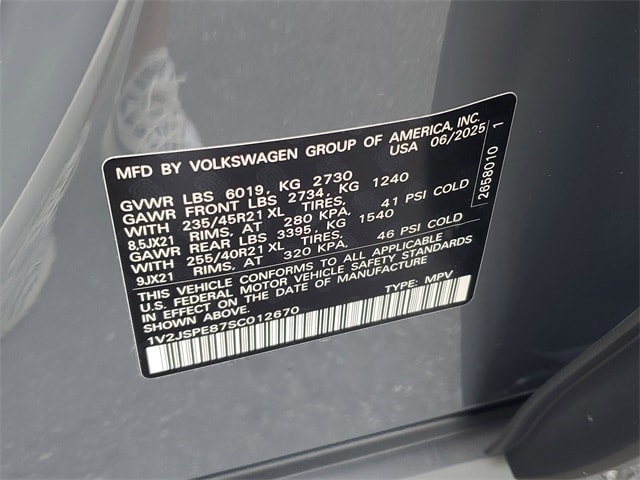 MFD BY VOLKSWAGEN GROUP OF AMERICA, INC.
USA 06/2025
GVWR LBS 6019, KG 2730
GAWR FRONT LBS 2734, KG 1240
WITH 235/45R21 XL TIRES,
8,5JX21 RIMS, AT 280 KPA, 41 PSI COLD
GAWR REAR LBS 3395, KG 1540
WITH 255/40R21 XL TIRES,
9JX21 RIMS, AT 320 KPA, 46 PSI COLD
THIS VEHICLE CONFORMS TO ALL APPLICABLE
U.S. FEDERAL MOTOR VEHICLE SAFETY STANDARDS
IN EFFECT ON THE DATE OF MANUFACTURE
SHOWN ABOVE.
TYPE: MPV
1V2JSPE87SC012670
2658010 1